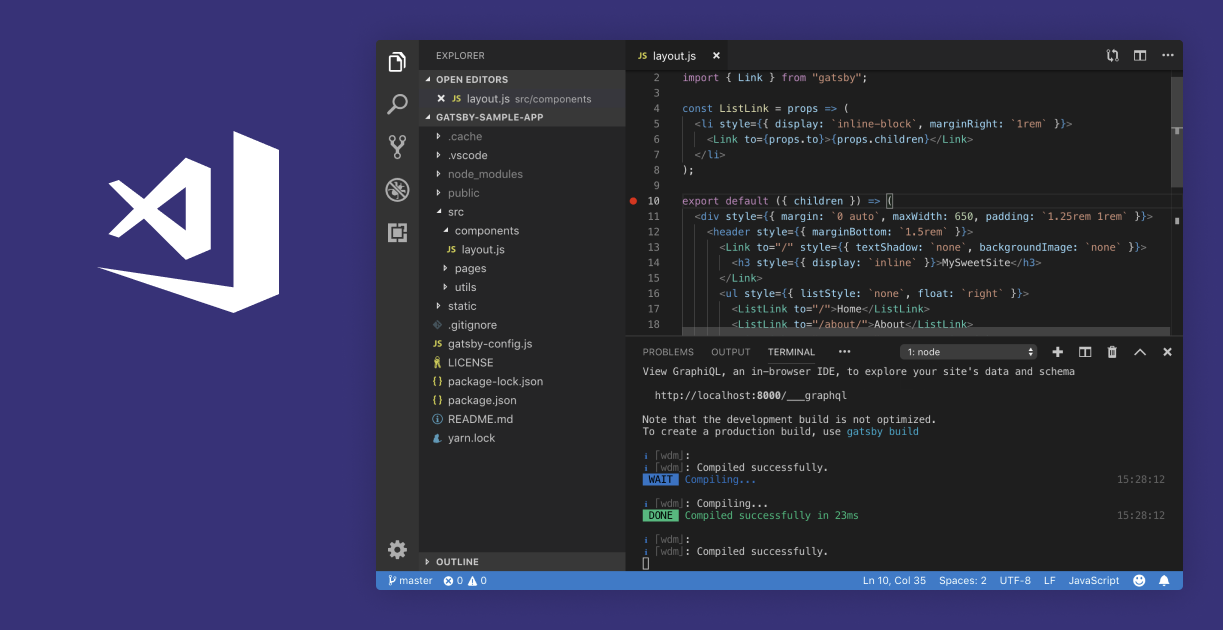 EXPLORER
OPEN EDITORS
JS layout.js src/components
GATSBY-SAMPLE-APP
.cache
.vscode
node_modules
public
src
components
JS layout.js
pages
utils
static
.gitignore
JS gatsby-config.js
LICENSE
{} package-lock.json
{} package.json
README.md
yarn.lock
OUTLINE
JS layout.js
2 import { Link } from "gatsby";
3
4 const ListLink = props => (
5 <li style={{ display: `inline-block`, marginRight: `1rem` }}>
6 <Link to={props.to}>{props.children}</Link>
7 </li>
8 );
9
10 export default ({ children }) => (
11 <div style={{ margin: `0 auto`, maxWidth: 650, padding: `1.25rem 1rem` }}>
12 <header style={{ marginBottom: `1.5rem` }}>
13 <Link to="/" style={{ textShadow: `none`, backgroundImage: `none` }}>
14 <h3 style={{ display: `inline` }}>MySweetSite</h3>
15 </Link>
16 <ul style={{ listStyle: `none`, float: `right` }}>
17 <ListLink to="/">Home</ListLink>
18 <ListLink to="/about/">About</ListLink>
PROBLEMS OUTPUT TERMINAL ••• 1: node
View GraphiQL, an in-browser IDE, to explore your site's data and schema
http://localhost:8000/___graphql
Note that the development build is not optimized.
To create a production build, use gatsby build
i ｢wdm｣:
i ｢wdm｣: Compiled successfully.
WAIT Compiling... 15:28:12
i ｢wdm｣: Compiling...
DONE Compiled successfully in 23ms 15:28:12
i ｢wdm｣:
i ｢wdm｣: Compiled successfully.
master 0 0 Ln 10, Col 35 Spaces: 2 UTF-8 LF JavaScript